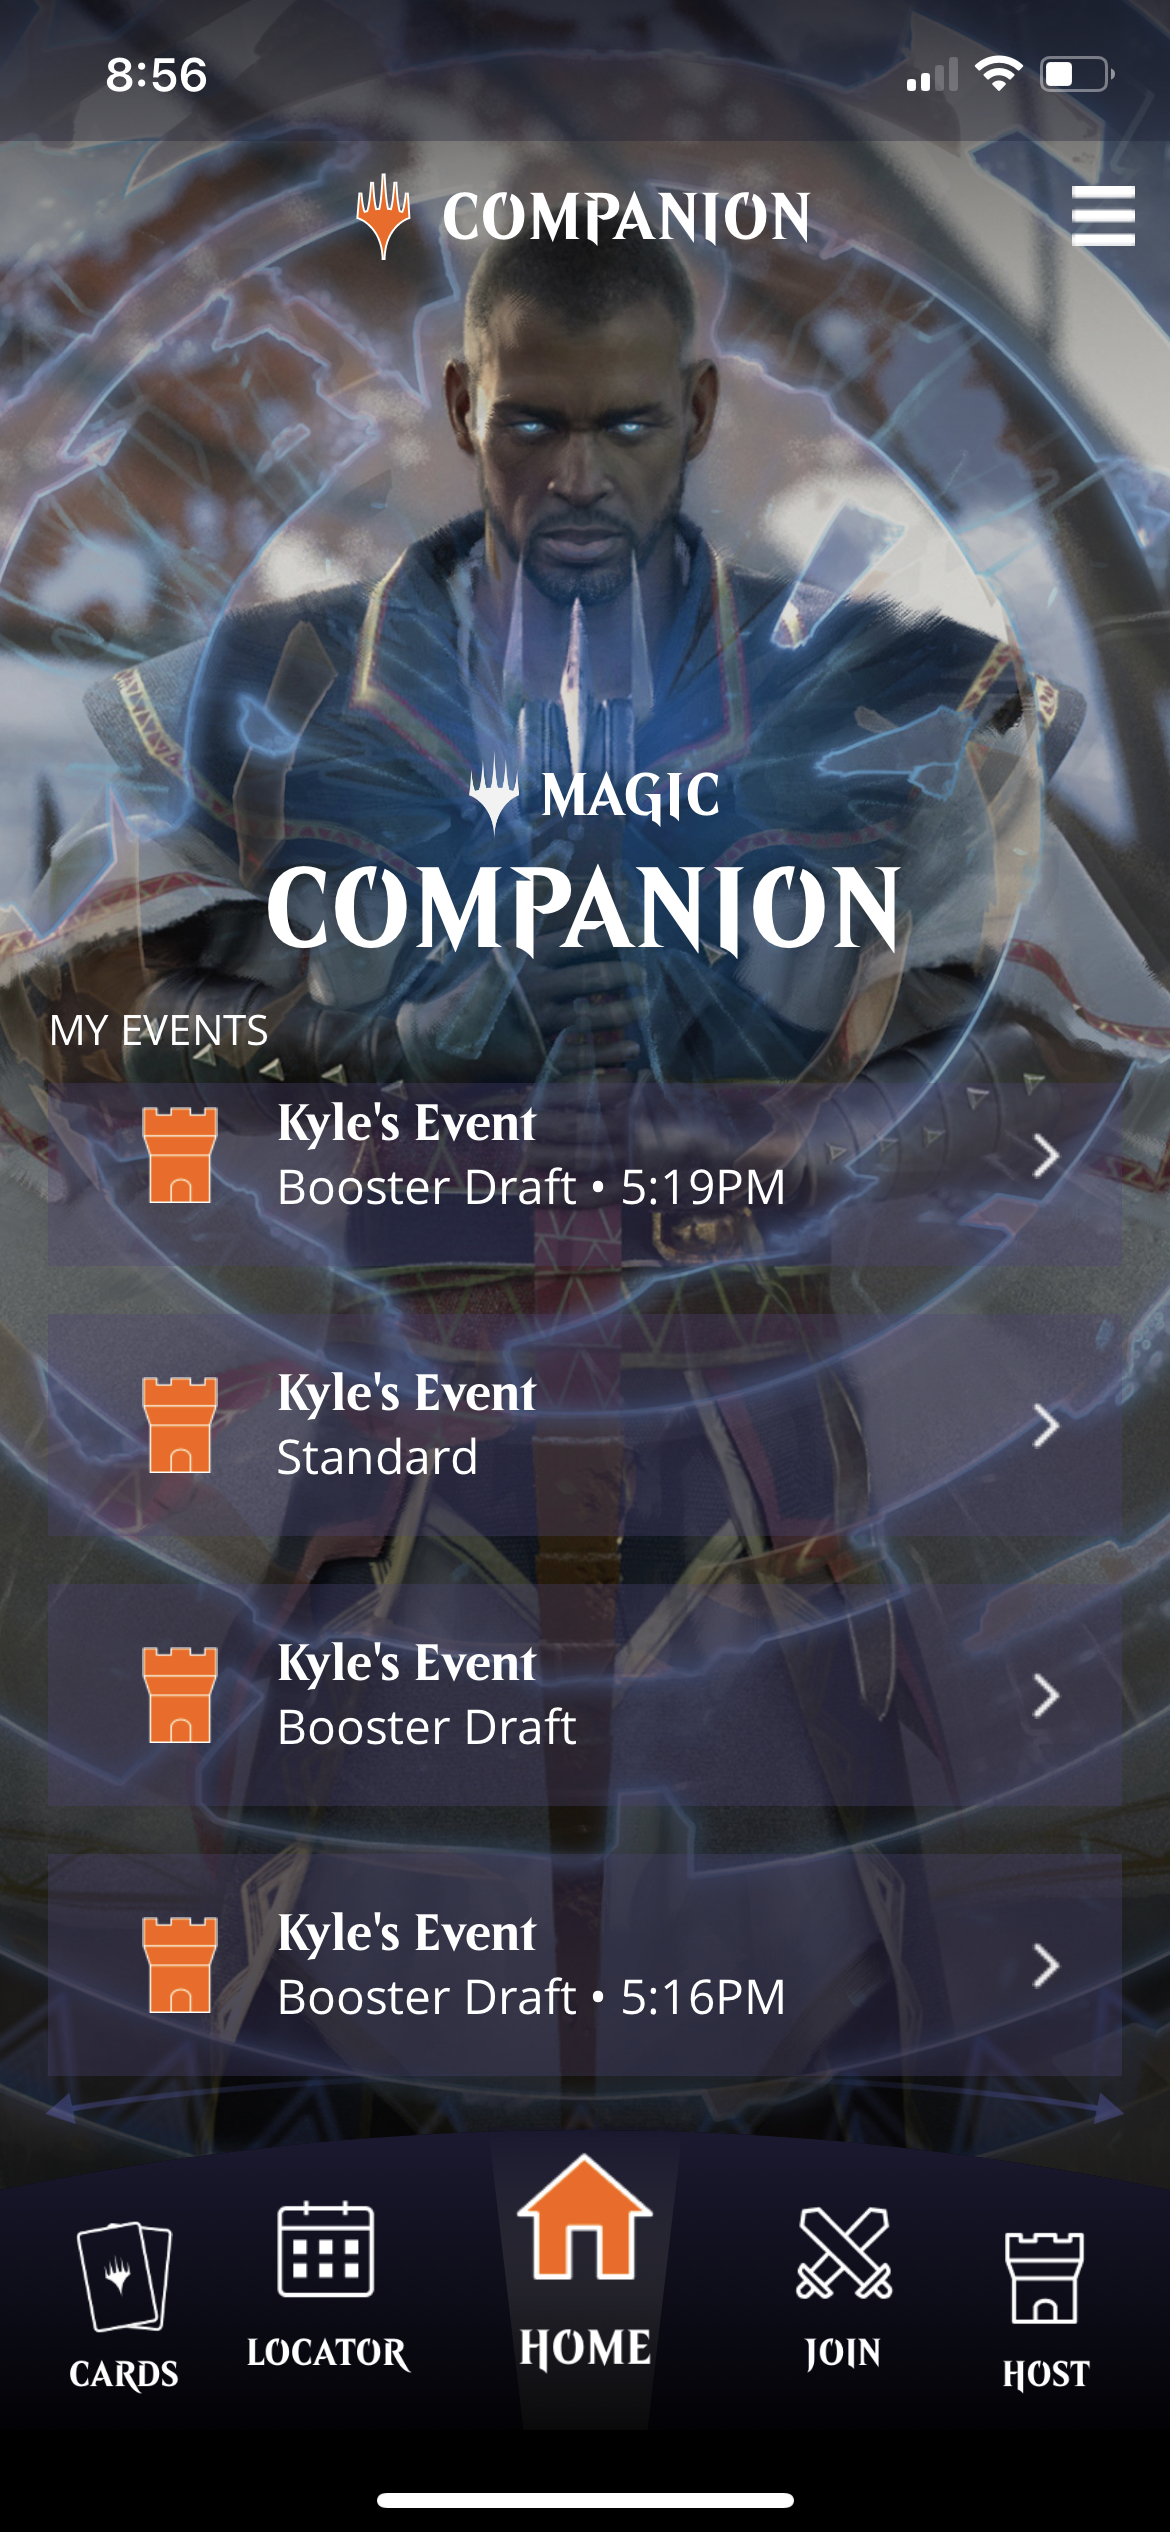 8:56
COMPANION
MAGIC
COMPANION
MY EVENTS
Kyle's Event
Booster Draft • 5:19PM
Kyle's Event
Standard
Kyle's Event
Booster Draft
Kyle's Event
Booster Draft • 5:16PM
CARDS
LOCATOR
HOME
JOIN
HOST